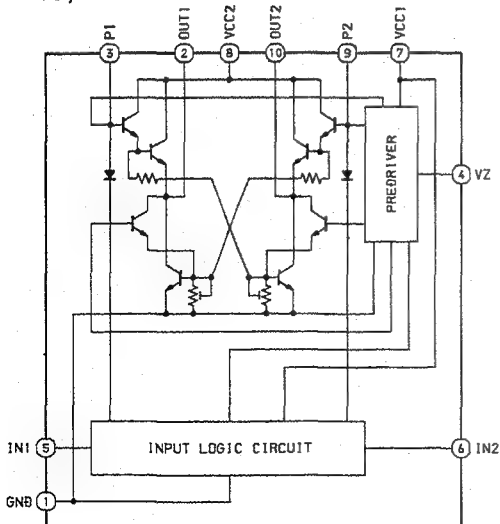 P1
OUT1
VCC2
OUT2
P2
VCC1
3
2
8
10
9
7
PREDRIVER
4 VZ
IN1 5
INPUT LOGIC CIRCUIT
6 IN2
GND 1